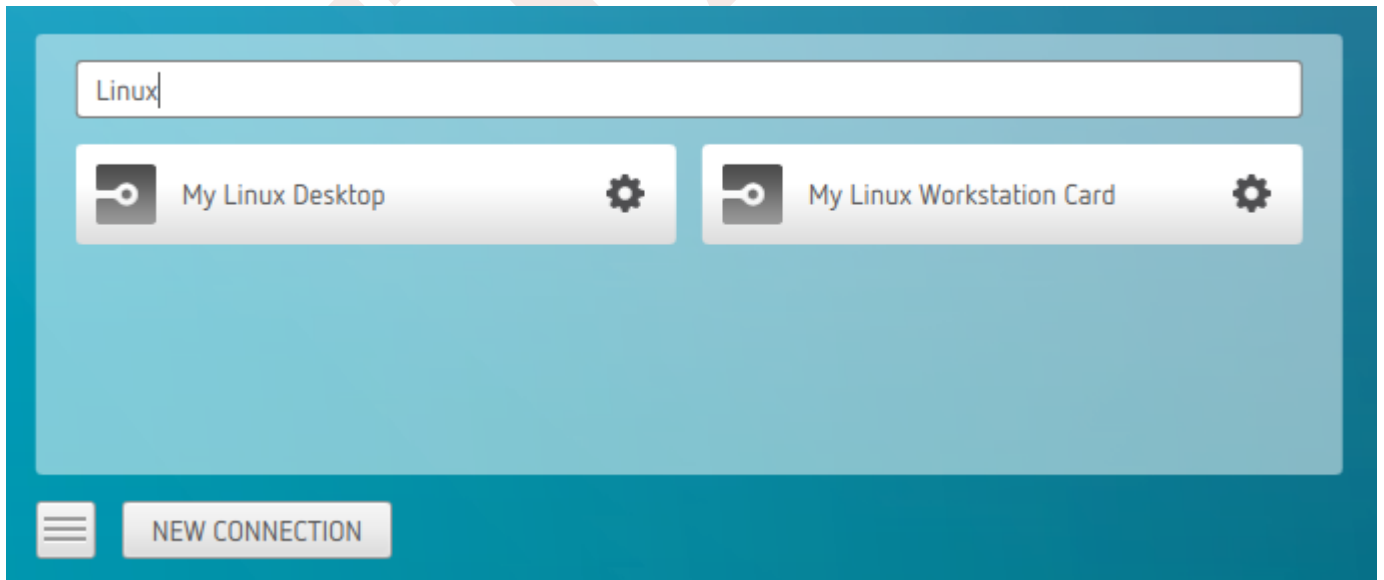 Linux
My Linux Desktop
My Linux Workstation Card
NEW CONNECTION